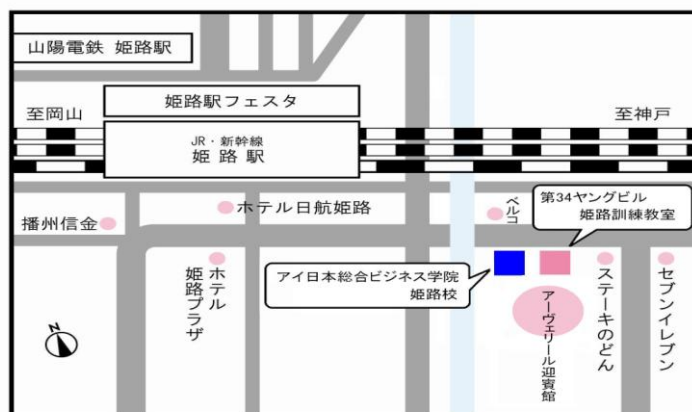 山陽電鉄 姫路駅
姫路駅フェスタ
至岡山
至神戸
JR・新幹線
姫路駅
ホテル日航姫路
播州信金
ベルコ
第34ヤングビル
姫路訓練教室
ホテル
姫路プラザ
アイ日本総合ビジネス学院
姫路校
アーヴェリール迎賓館
ステーキのどん
セブンイレブン
N